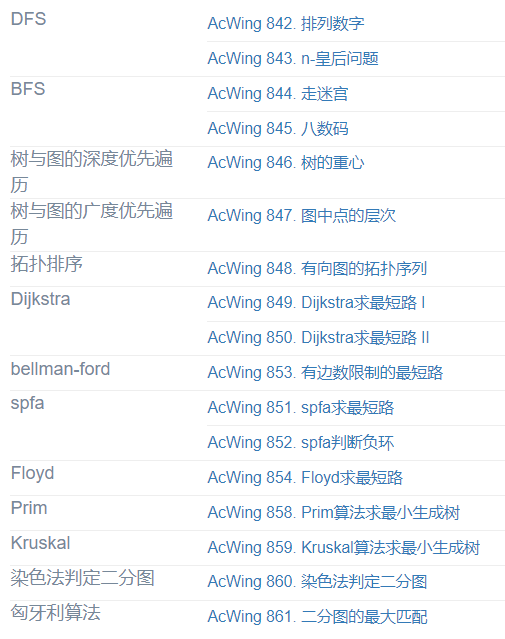 DFS
AcWing 842. 排列数字
AcWing 843. n-皇后问题
BFS
AcWing 844. 走迷宫
AcWing 845. 八数码
树与图的深度优先遍
历
AcWing 846. 树的重心
树与图的广度优先遍
历
AcWing 847. 图中点的层次
拓扑排序
AcWing 848. 有向图的拓扑序列
Dijkstra
AcWing 849. Dijkstra求最短路 I
AcWing 850. Dijkstra求最短路 II
bellman-ford
AcWing 853. 有边数限制的最短路
spfa
AcWing 851. spfa求最短路
AcWing 852. spfa判断负环
Floyd
AcWing 854. Floyd求最短路
Prim
AcWing 858. Prim算法求最小生成树
Kruskal
AcWing 859. Kruskal算法求最小生成树
染色法判定二分图
AcWing 860. 染色法判定二分图
匈牙利算法
AcWing 861. 二分图的最大匹配